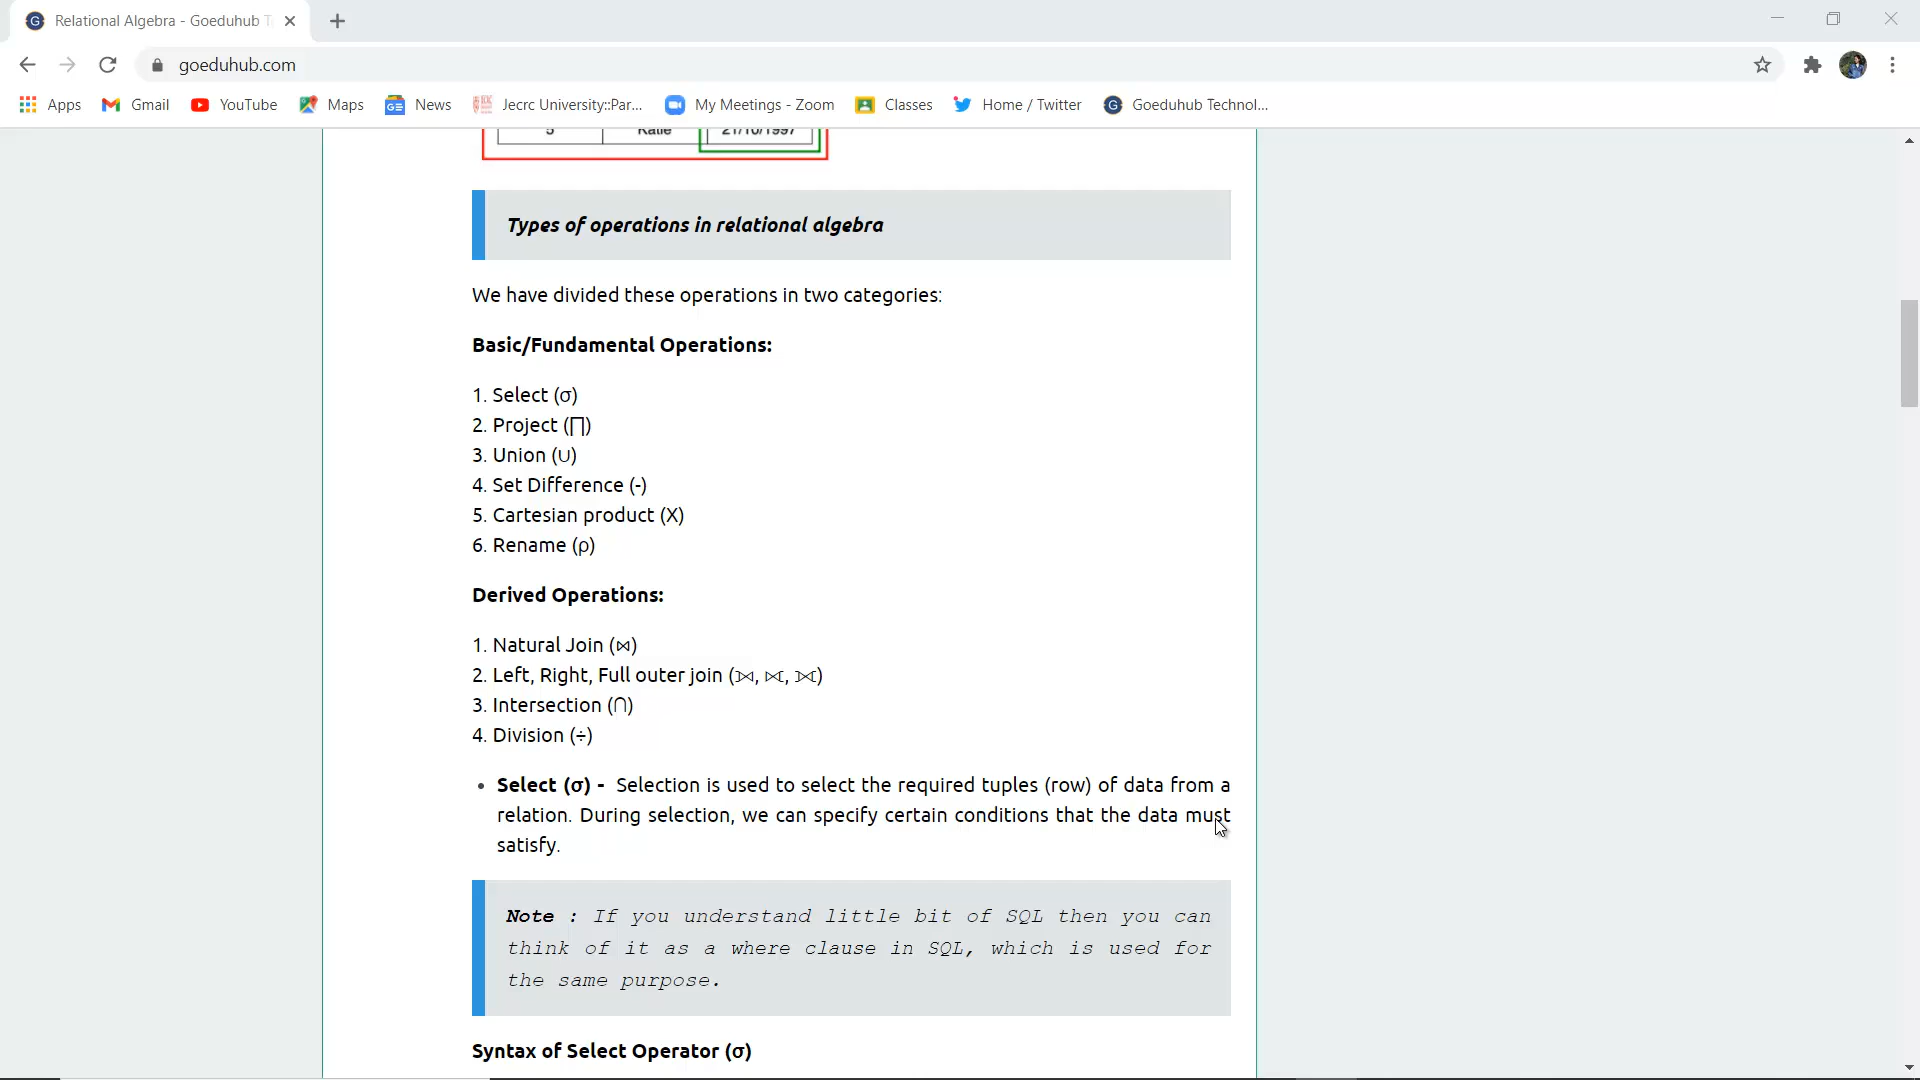 Relational Algebra - Goeduhub T
goeduhub.com
Apps Gmail YouTube Maps News Jecrc University::Par... My Meetings - Zoom Classes Home / Twitter Goeduhub Technol...
5 Katie 21/10/1997
Types of operations in relational algebra
We have divided these operations in two categories:
Basic/Fundamental Operations:
1. Select (σ)
2. Project (∏)
3. Union (∪)
4. Set Difference (-)
5. Cartesian product (X)
6. Rename (ρ)
Derived Operations:
1. Natural Join (⋈)
2. Left, Right, Full outer join (⟕, ⟖, ⟗)
3. Intersection (∩)
4. Division (÷)
• Select (σ) - Selection is used to select the required tuples (row) of data from a
relation. During selection, we can specify certain conditions that the data must
satisfy.
Note : If you understand little bit of SQL then you can
think of it as a where clause in SQL, which is used for
the same purpose.
Syntax of Select Operator (σ)